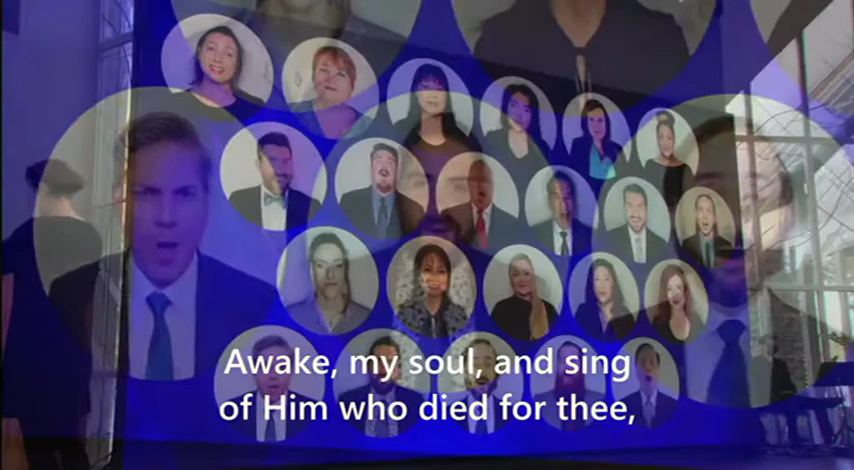 Awake, my soul, and sing
of Him who died for thee,